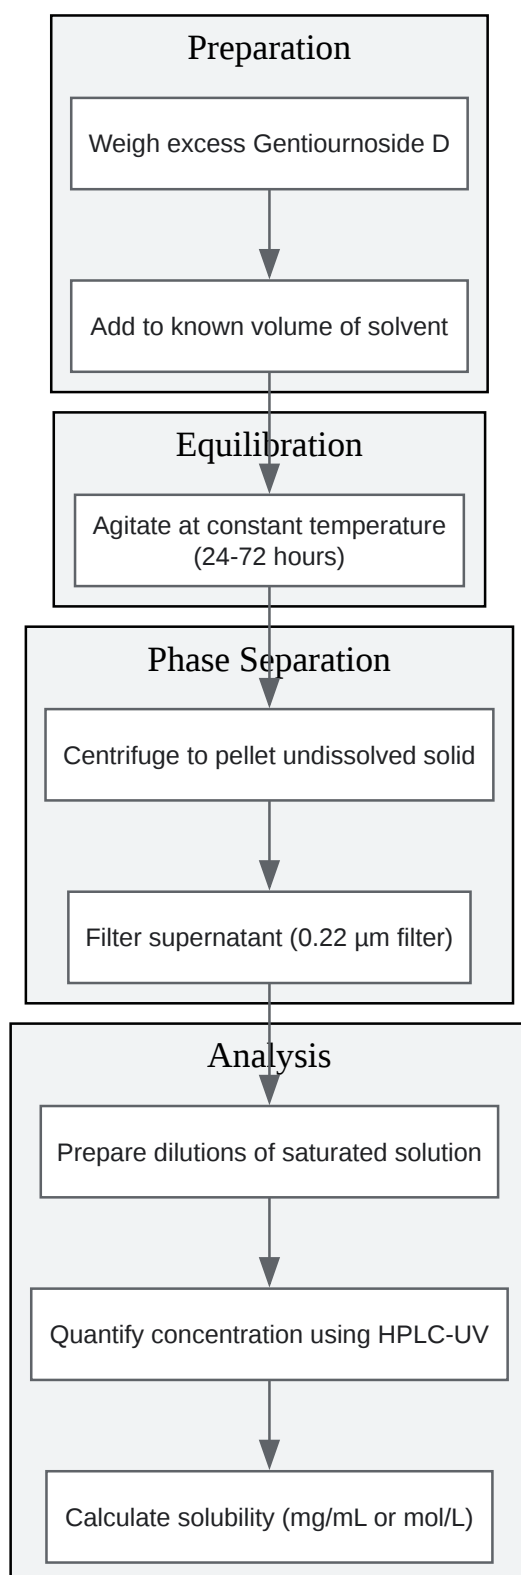 Preparation
Weigh excess Gentiournoside D
Add to known volume of solvent
Equilibration
Agitate at constant temperature
(24-72 hours)
Phase Separation
Centrifuge to pellet undissolved solid
Filter supernatant (0.22 µm filter)
Analysis
Prepare dilutions of saturated solution
Quantify concentration using HPLC-UV
Calculate solubility (mg/mL or mol/L)